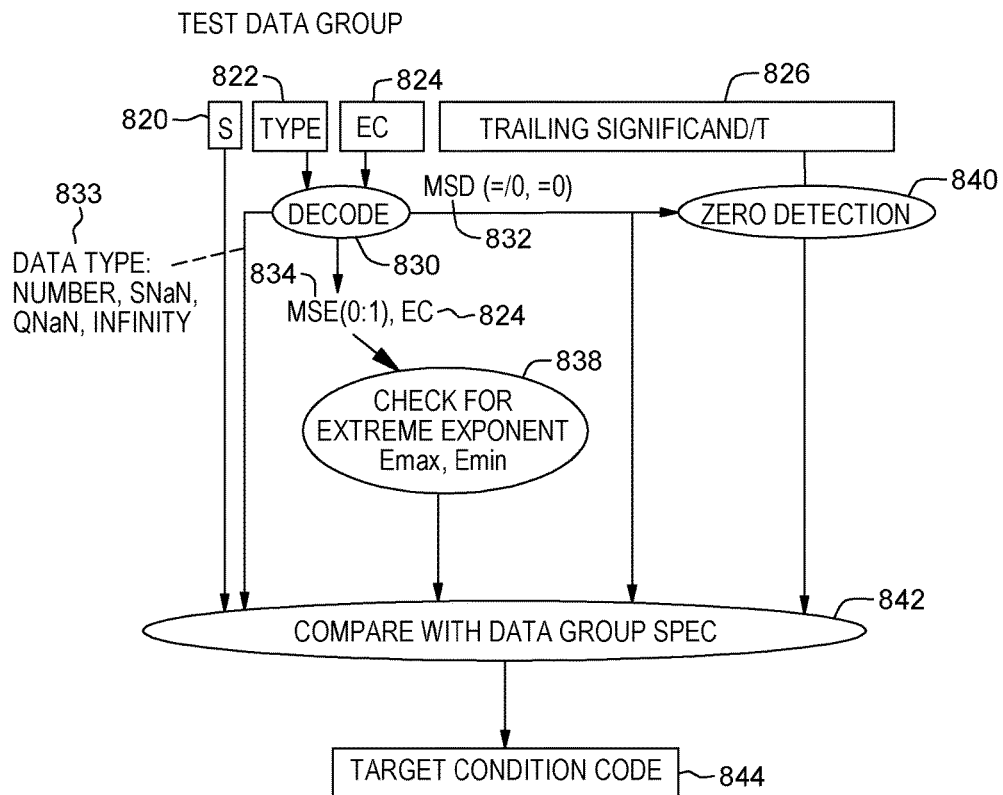 TEST DATA GROUP
822
824
826
820
S
TYPE
EC
TRAILING SIGNIFICAND/T
833
MSD (=/0, =0)
840
DECODE
832
ZERO DETECTION
DATA TYPE:
NUMBER, SNaN,
QNaN, INFINITY
830
834
MSE(0:1), EC
824
838
CHECK FOR
EXTREME EXPONENT
Emax, Emin
842
COMPARE WITH DATA GROUP SPEC
TARGET CONDITION CODE
844